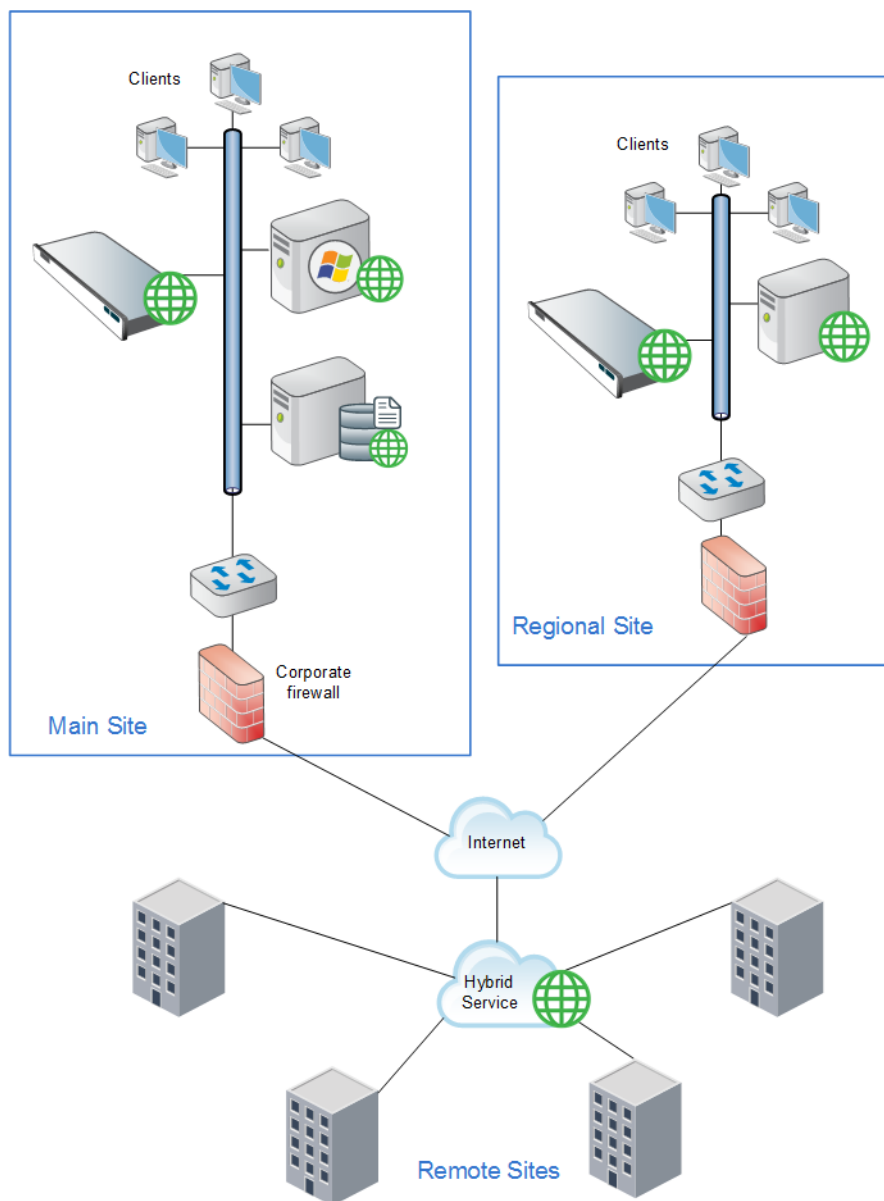 Clients
Clients
Corporate
firewall
Main Site
Regional Site
Internet
Hybrid
Service
Remote Sites